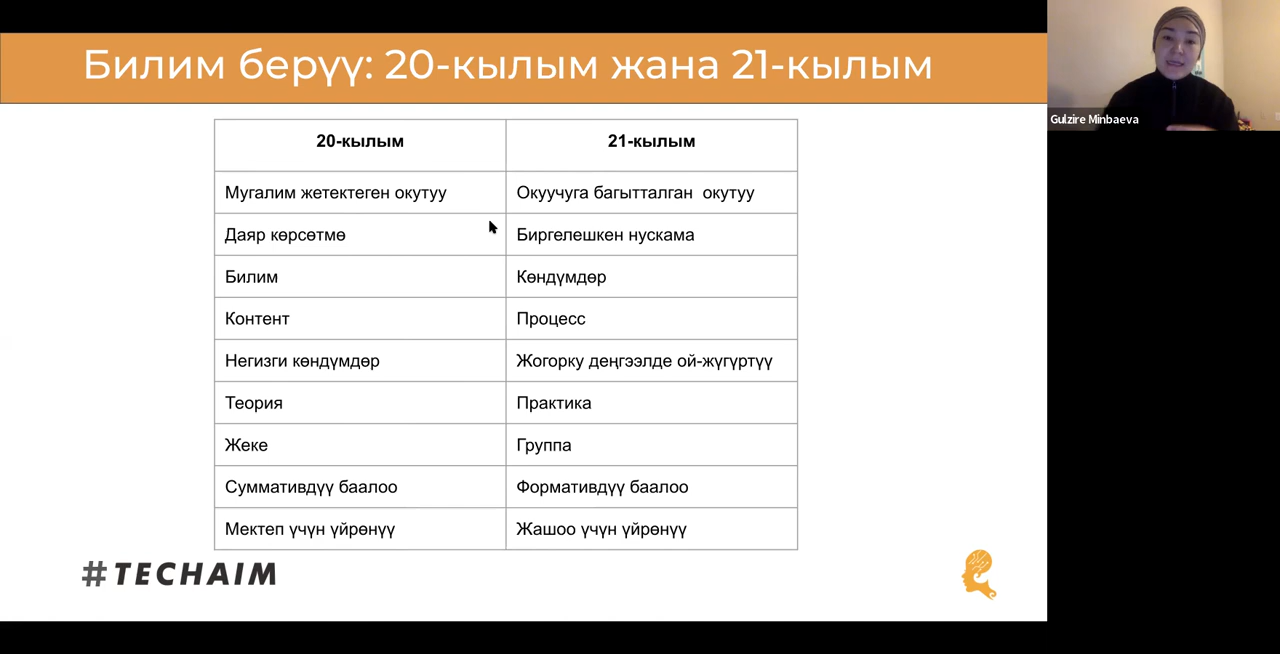 Билим берүү: 20-кылым жана 21-кылым
Gulzire Minbaeva
20-кылым 21-кылым
Мугалим жетектеген окутуу Окуучуга багытталган окутуу
Даяр көрсөтмө Биргелешкен нускама
Билим Көндүмдөр
Контент Процесс
Негизги көндүмдөр Жогорку деңгээлде ой-жүгүртүү
Теория Практика
Жеке Группа
Суммативдүү баалоо Формативдүү баалоо
Мектеп үчүн үйрөнүү Жашоо үчүн үйрөнүү
#TECHAIM